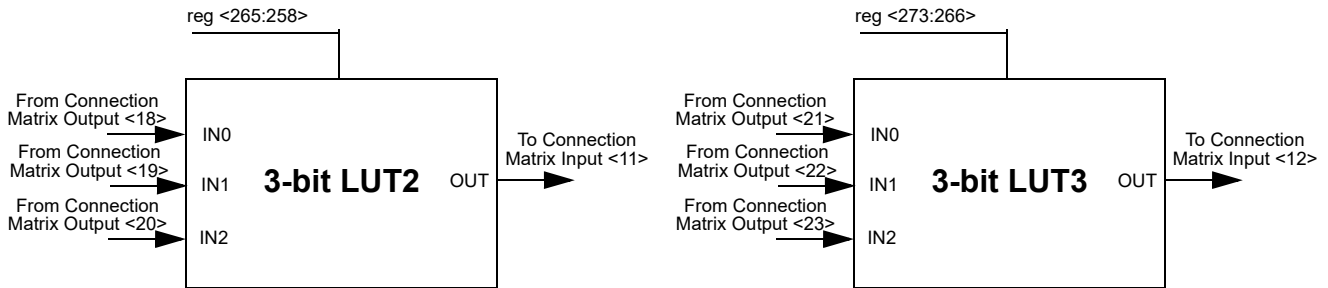 reg <265:258>
From Connection
Matrix Output <18>
IN0
From Connection
Matrix Output <19>
IN1
From Connection
Matrix Output <20>
IN2
3-bit LUT2
OUT
To Connection
Matrix Input <11>
reg <273:266>
From Connection
Matrix Output <21>
IN0
From Connection
Matrix Output <22>
IN1
From Connection
Matrix Output <23>
IN2
3-bit LUT3
OUT
To Connection
Matrix Input <12>